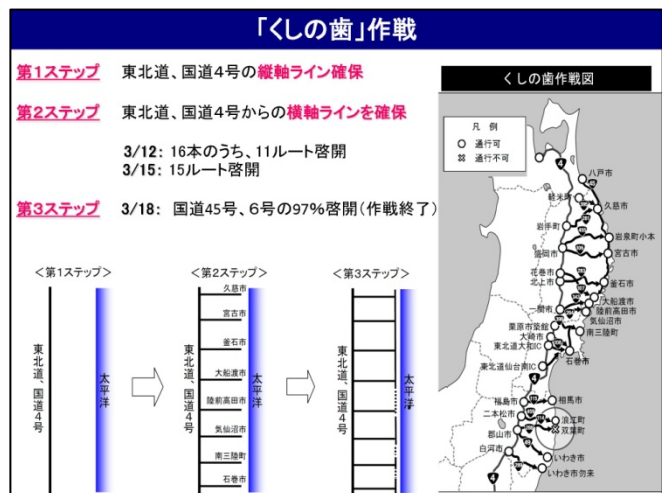 「くしの歯」作戦
第1ステップ 東北道、国道4号の縦軸ライン確保
第2ステップ 東北道、国道4号からの横軸ラインを確保
3/12: 16本のうち、11ルート啓開
3/15: 15ルート啓開
第3ステップ 3/18: 国道45号、6号の97%啓開(作戦終了)
<第1ステップ>
東北道、国道4号
太平洋
<第2ステップ>
久慈市
宮古市
釜石市
大船渡市
陸前高田市
気仙沼市
南三陸町
石巻市
東北道、国道4号
太平洋
<第3ステップ>
東北道、国道4号
太平洋
くしの歯作戦図
凡 例
通行可
通行不可
4
八戸市
軽米町
久慈市
岩手町
岩泉町小本
盛岡市
宮古市
花巻市
北上市
釜石市
大船渡市
一関市
陸前高田市
気仙沼市
栗原市築館
南三陸町
大崎市
東北道大和IC
石巻市
東北道仙台南IC
4
福島市
相馬市
二本松市
浪江町
双葉町
郡山市
白河市
いわき市
いわき市勿来
4